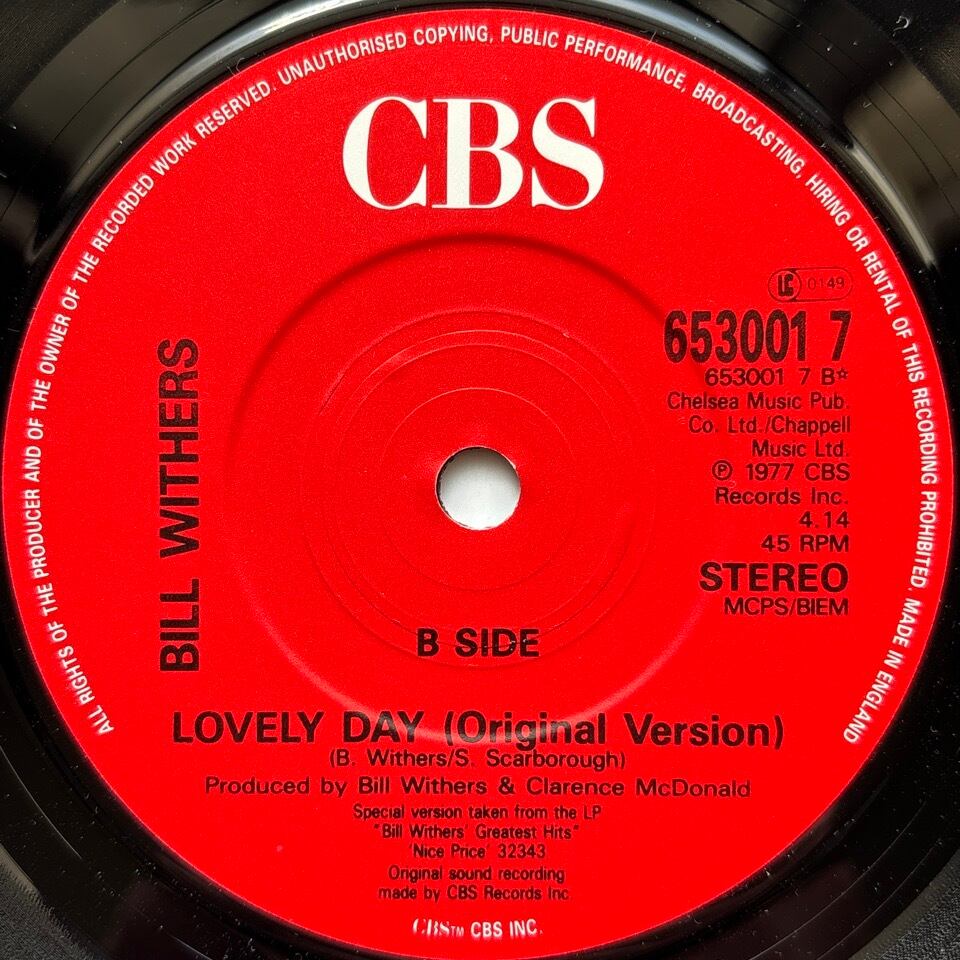 ALL RIGHTS OF THE PRODUCER AND OF THE OWNER OF THE RECORDED WORK RESERVED. UNAUTHORISED COPYING, PUBLIC PERFORMANCE, BROADCASTING, HIRING OR RENTAL OF THIS RECORDING PROHIBITED. MADE IN ENGLAND
CBS
LC 0149
653001 7
653001 7 B☆
Chelsea Music Pub.
Co. Ltd./Chappell
Music Ltd.
℗ 1977 CBS
Records Inc.
4.14
45 RPM
STEREO
MCPS/BIEM
BILL WITHERS
B SIDE
LOVELY DAY (Original Version)
(B. Withers/S. Scarborough)
Produced by Bill Withers & Clarence McDonald
Special version taken from the LP
"Bill Withers' Greatest Hits"
'Nice Price' 32343
Original sound recording
made by CBS Records Inc.
CBS™ CBS INC.